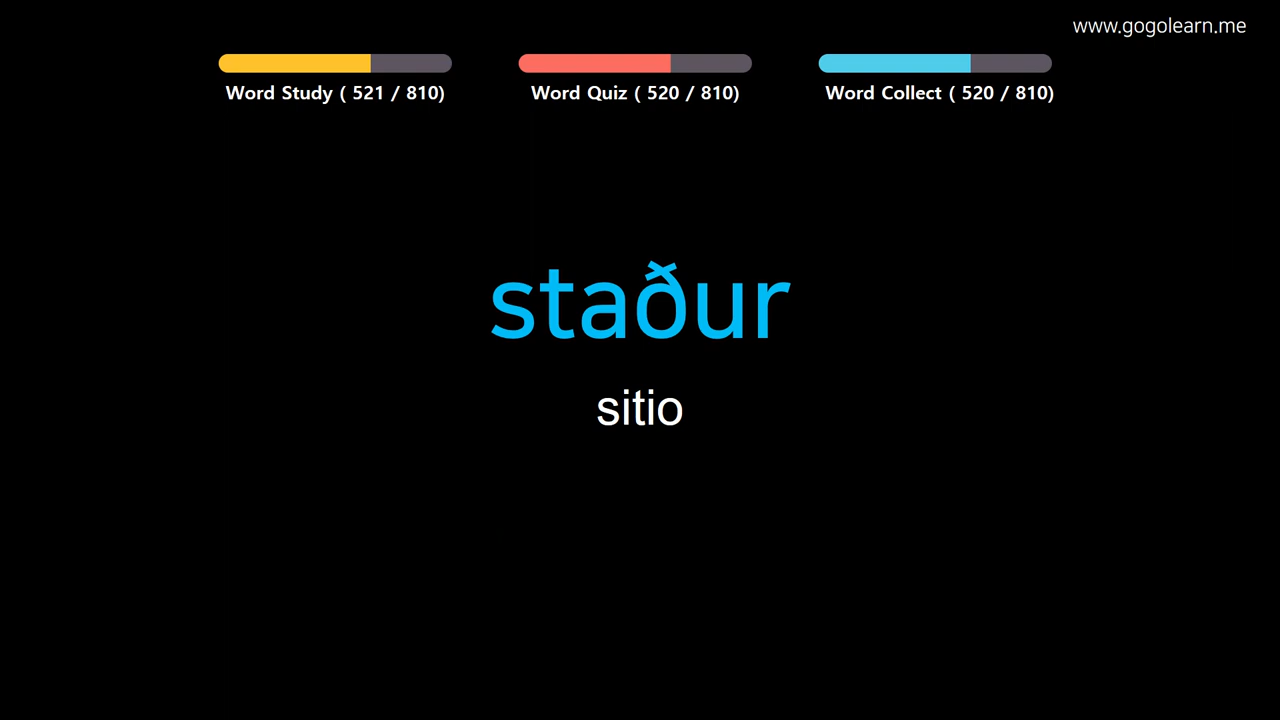 www.gogolearn.me
Word Study ( 521 / 810)
Word Quiz ( 520 / 810)
Word Collect ( 520 / 810)
staður
sitio